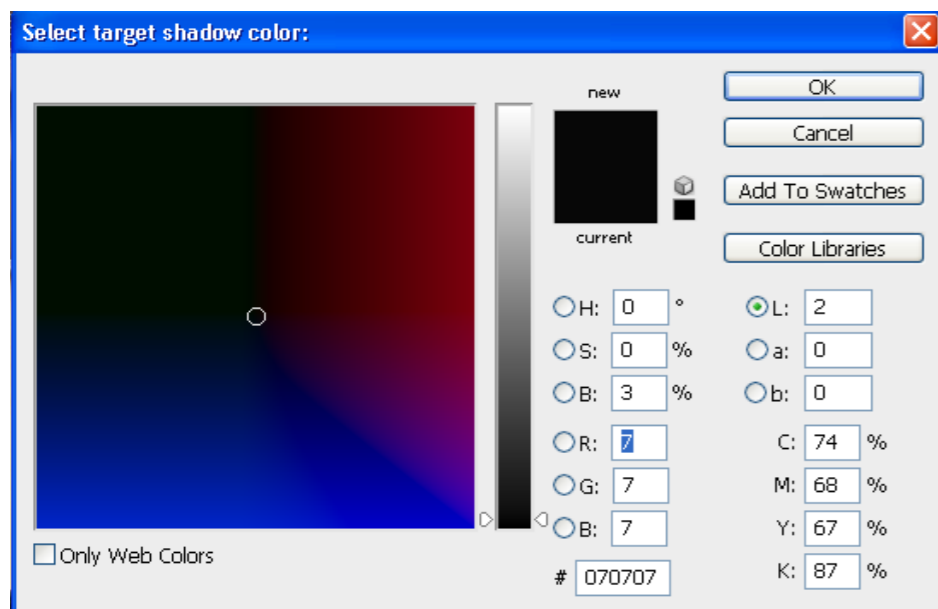 Select target shadow color:
new
current
OK
Cancel
Add To Swatches
Color Libraries
H: 0 °
S: 0 %
B: 3 %
R: 7
G: 7
B: 7
# 070707
L: 2
a: 0
b: 0
C: 74 %
M: 68 %
Y: 67 %
K: 87 %
Only Web Colors